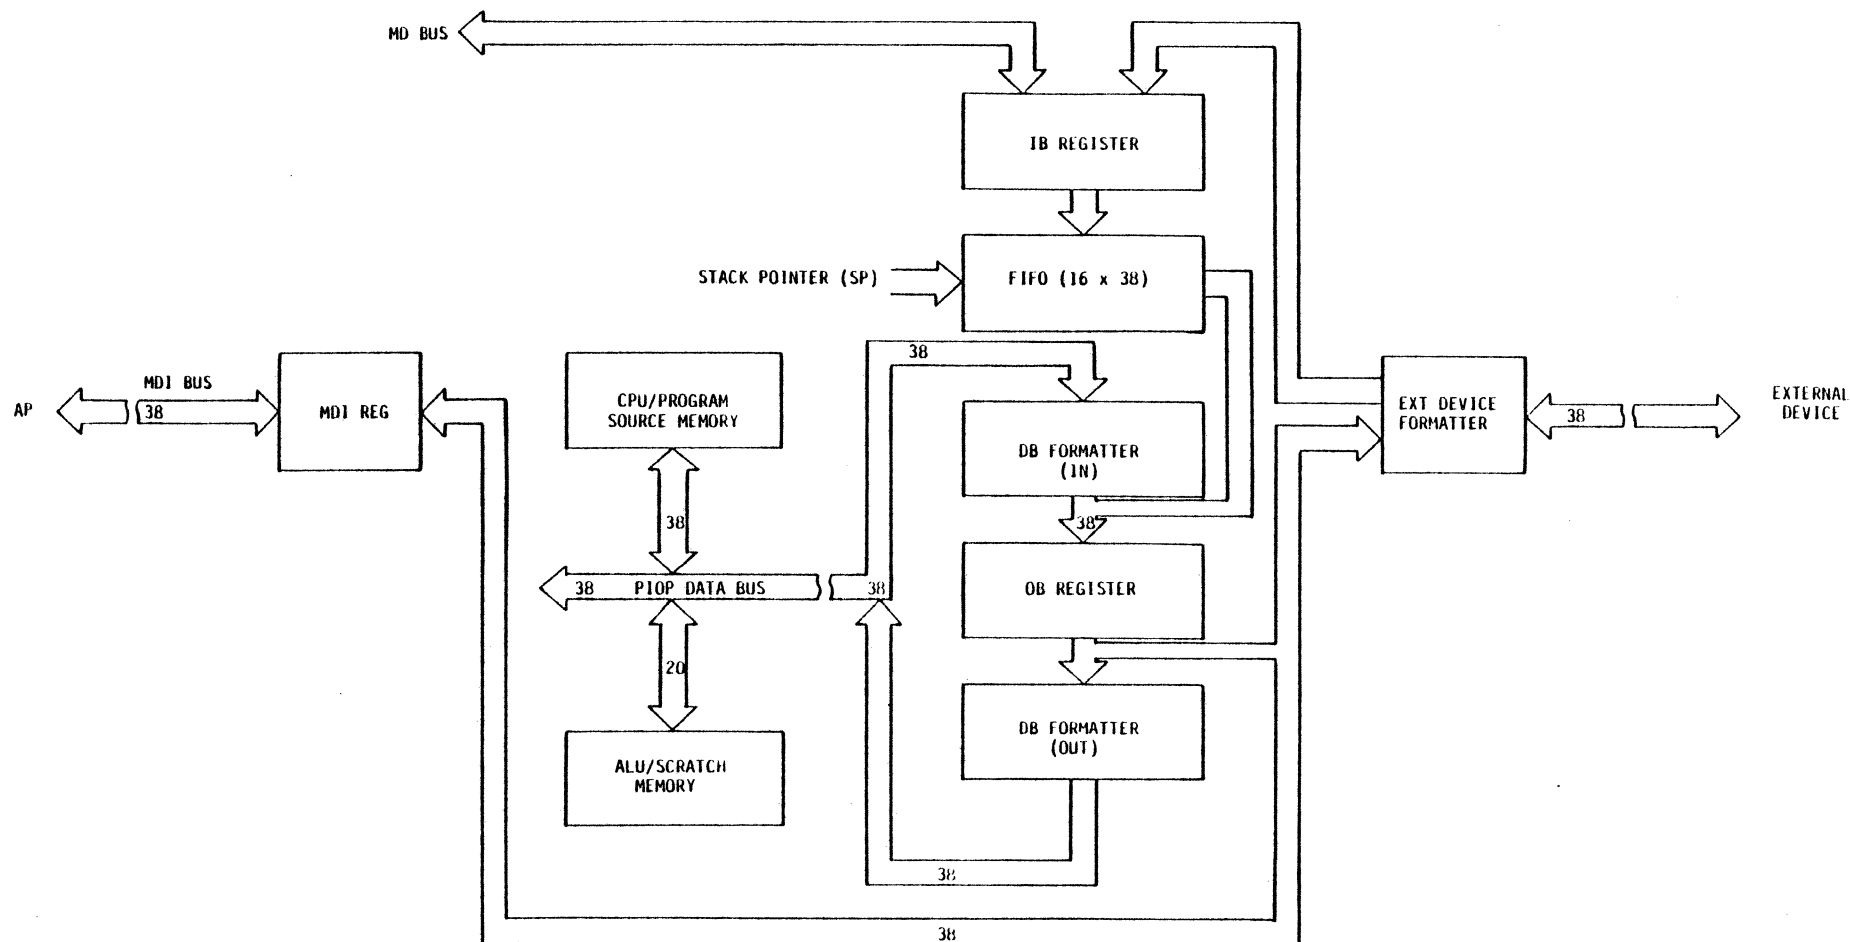 MD BUS
IB REGISTER
STACK POINTER (SP)
FIFO (16 x 38)
38
AP
MDI BUS
38
MDI REG
CPU/PROGRAM
SOURCE MEMORY
DB FORMATTER
(IN)
EXT DEVICE
FORMATTER
38
EXTERNAL
DEVICE
38
38
38 PIOP DATA BUS 38
OB REGISTER
20
DB FORMATTER
(OUT)
ALU/SCRATCH
MEMORY
38
38